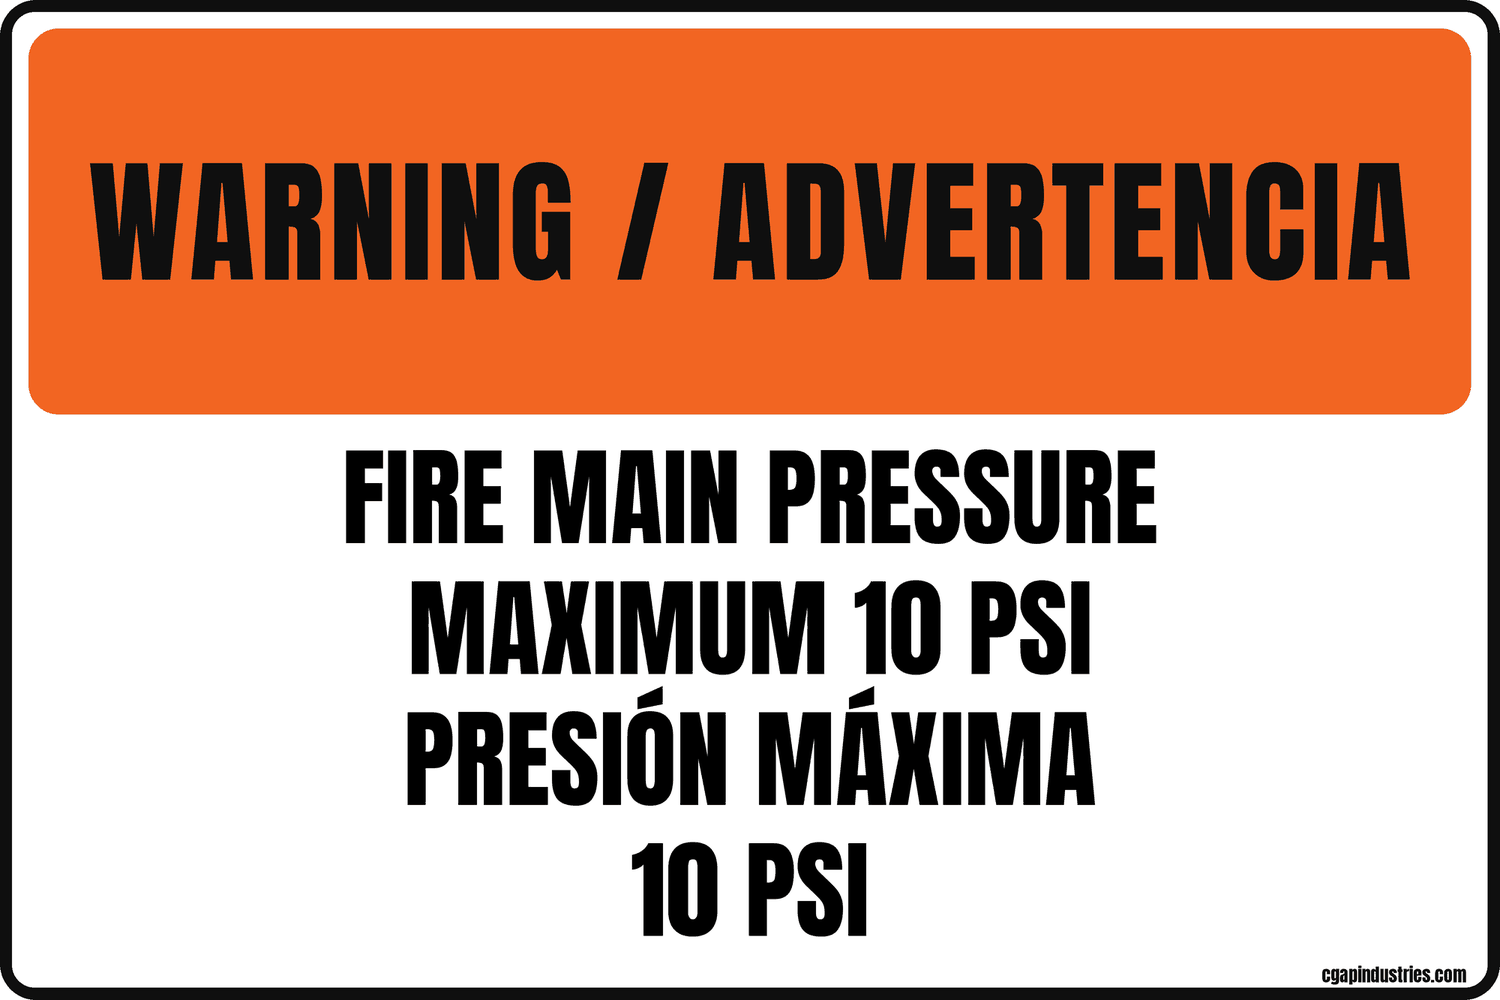 WARNING / ADVERTENCIA
FIRE MAIN PRESSURE
MAXIMUM 10 PSI
PRESIÓN MÁXIMA
10 PSI
cgapindustries.com